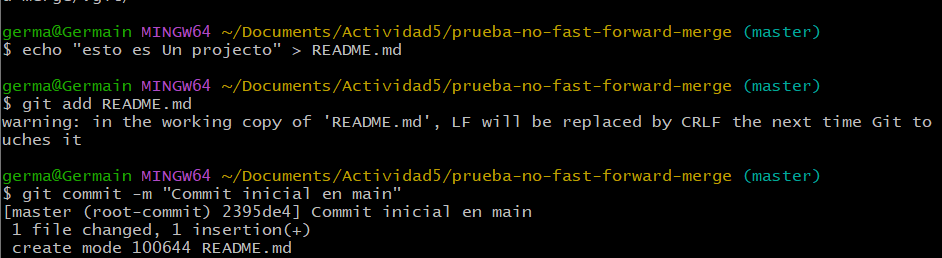 germa@Germain MINGW64 ~/Documents/Actividad5/prueba-no-fast-forward-merge (master)
$ echo "esto es Un projecto" > README.md
germa@Germain MINGW64 ~/Documents/Actividad5/prueba-no-fast-forward-merge (master)
$ git add README.md
warning: in the working copy of 'README.md', LF will be replaced by CRLF the next time Git to
uches it
germa@Germain MINGW64 ~/Documents/Actividad5/prueba-no-fast-forward-merge (master)
$ git commit -m "Commit inicial en main"
[master (root-commit) 2395de4] Commit inicial en main
 1 file changed, 1 insertion(+)
 create mode 100644 README.md